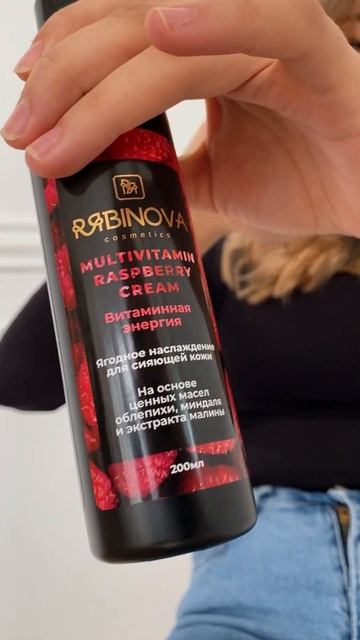 RЯBINOVA
cosmetics
MULTIVITAMIN
RASPBERRY
CREAM
Витаминная
энергия
Ягодное наслаждение
для сияющей кожи
На основе
ценных масел
облепихи, миндаля
и экстракта малины
200мл